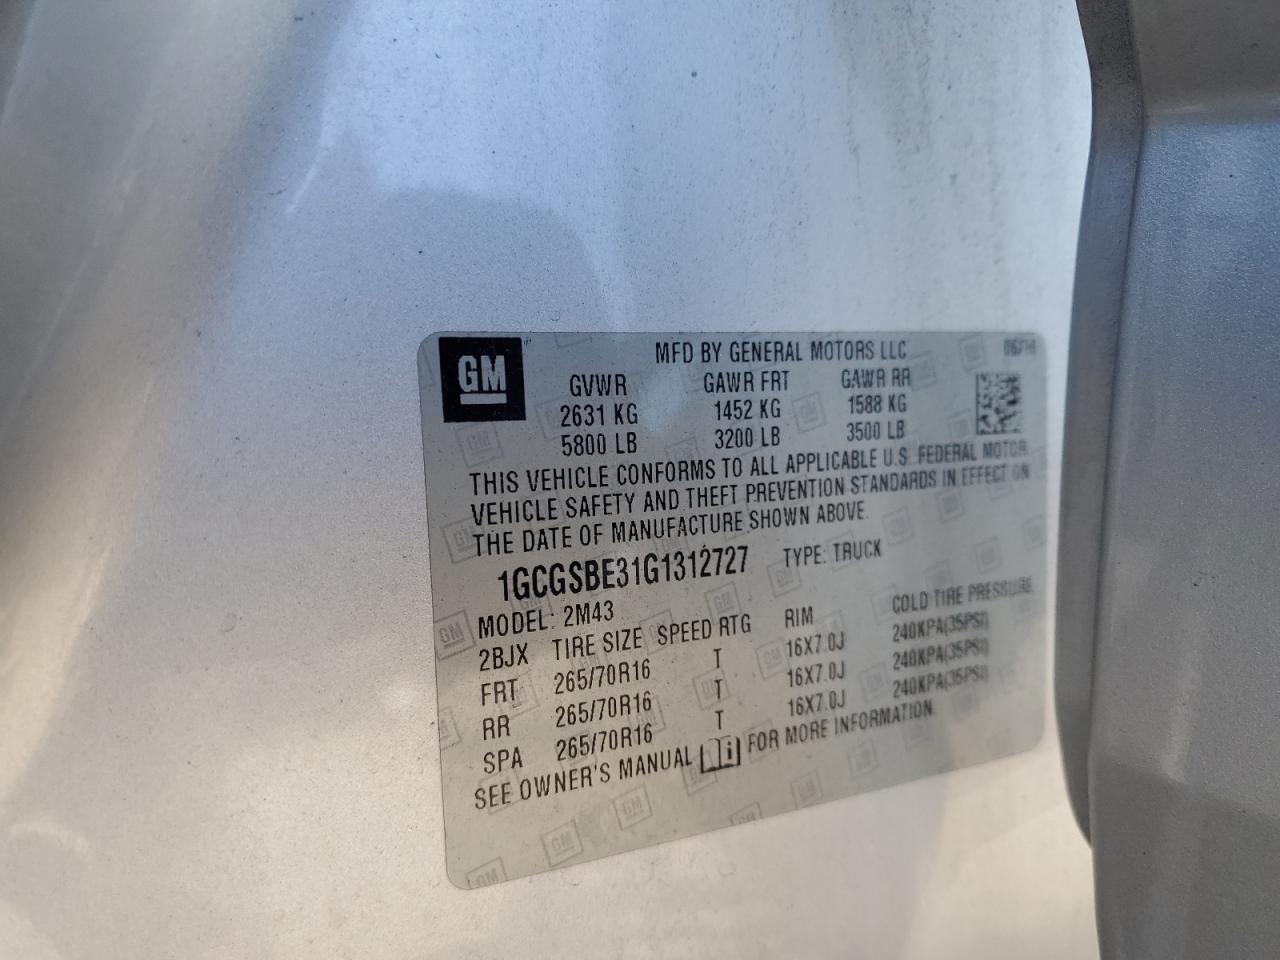 GM
MFD BY GENERAL MOTORS LLC 06/16
GVWR GAWR FRT GAWR RR
2631 KG 1452 KG 1588 KG
5800 LB 3200 LB 3500 LB
THIS VEHICLE CONFORMS TO ALL APPLICABLE U.S. FEDERAL MOTOR
VEHICLE SAFETY AND THEFT PREVENTION STANDARDS IN EFFECT ON
THE DATE OF MANUFACTURE SHOWN ABOVE.
1GCGSBE31G1312727 TYPE: TRUCK
MODEL: 2M43
2BJX TIRE SIZE SPEED RTG RIM COLD TIRE PRESSURE
FRT 265/70R16 T 16X7.0J 240KPA(35PSI)
RR 265/70R16 T 16X7.0J 240KPA(35PSI)
SPA 265/70R16 T 16X7.0J 240KPA(35PSI)
SEE OWNER'S MANUAL FOR MORE INFORMATION.